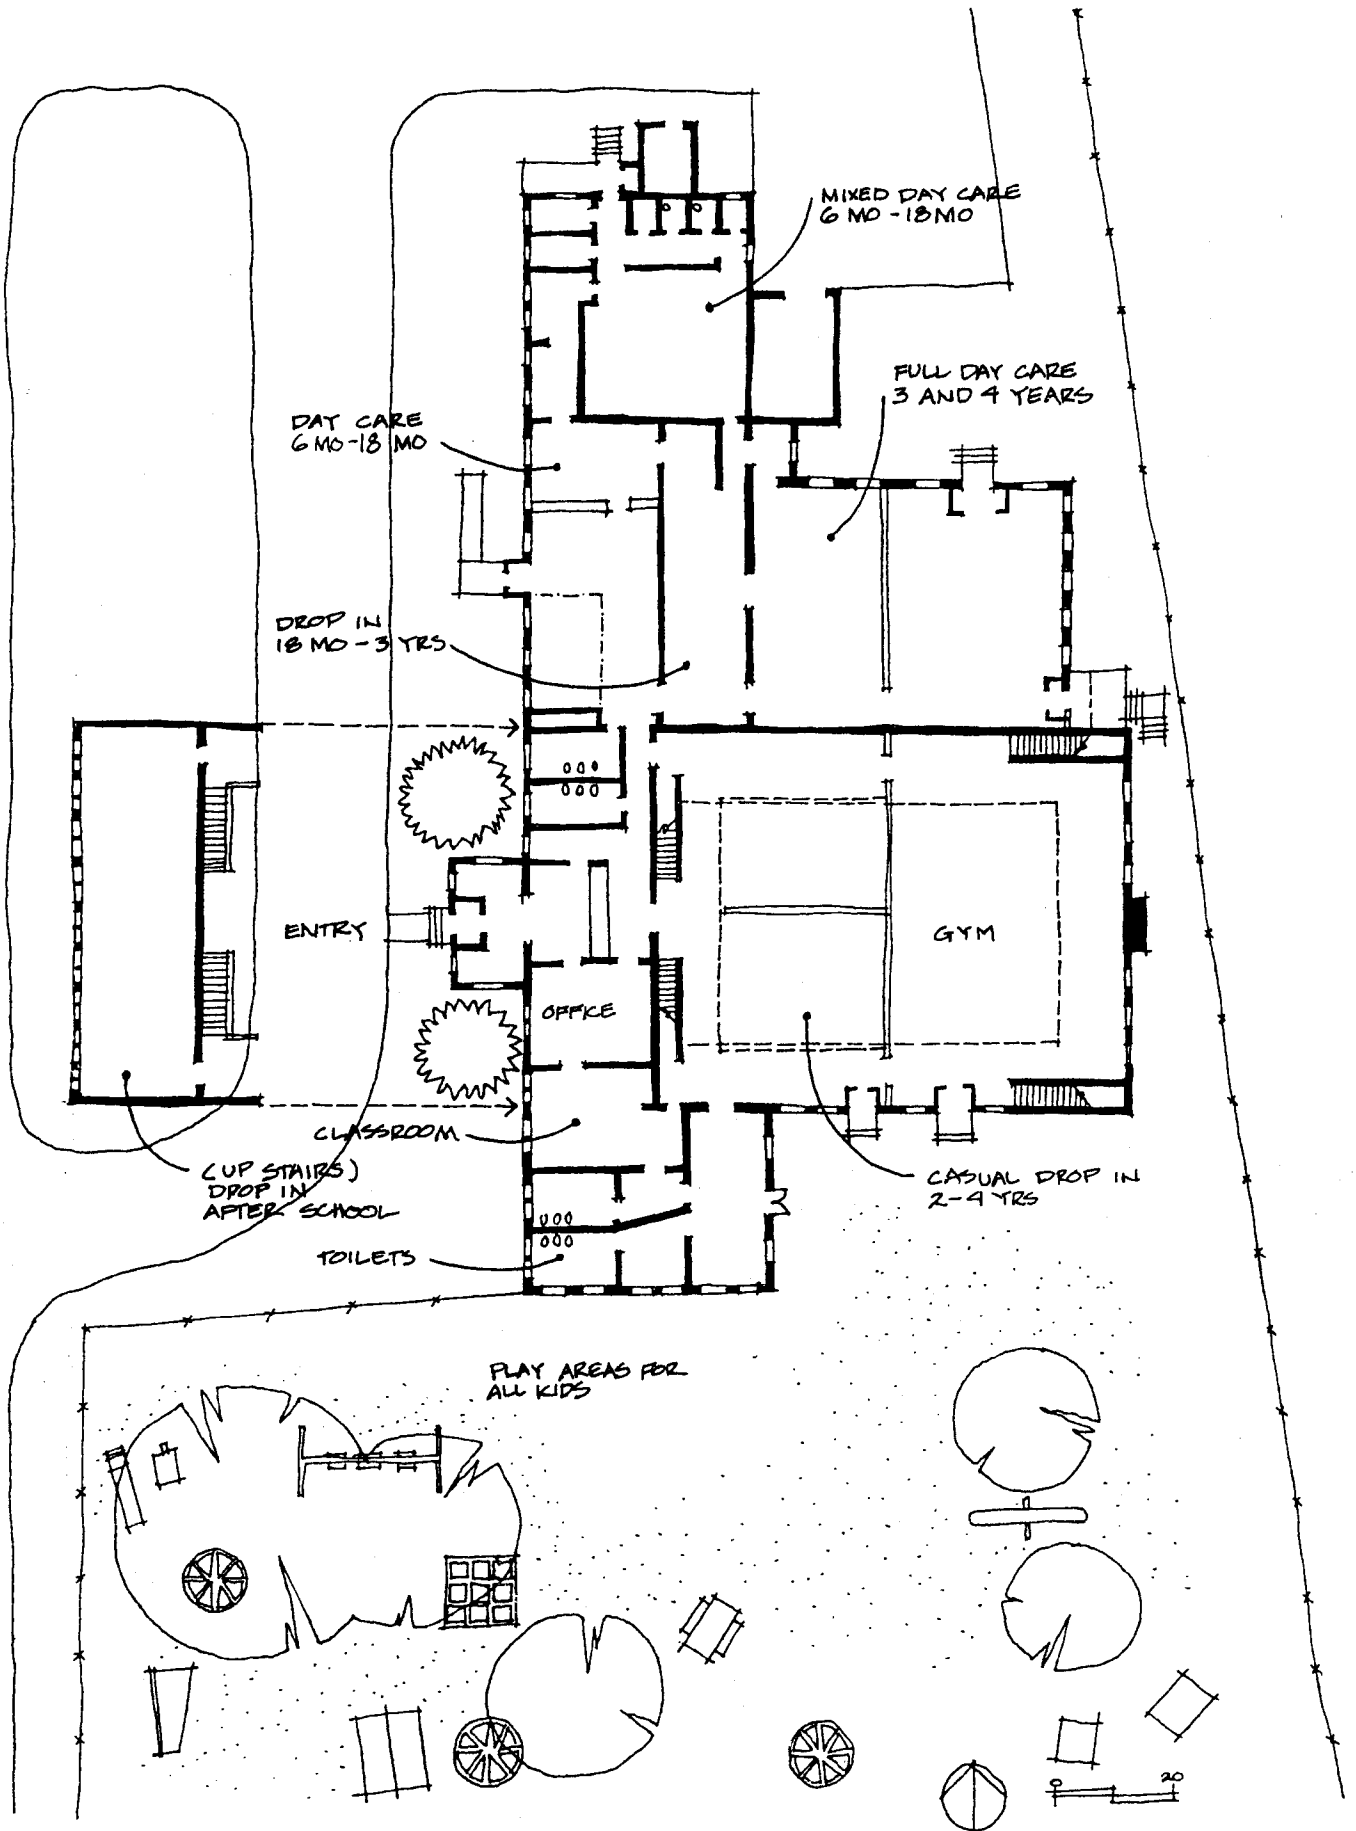 MIXED DAY CARE
6 MO - 18 MO
FULL DAY CARE
3 AND 4 YEARS
DAY CARE
6 MO - 18 MO
DROP IN
18 MO - 3 YRS
ENTRY
GYM
OFFICE
CLASSROOM
(UP STAIRS)
DROP IN
AFTER SCHOOL
CASUAL DROP IN
2-4 YRS
TOILETS
PLAY AREAS FOR
ALL KIDS
0 20